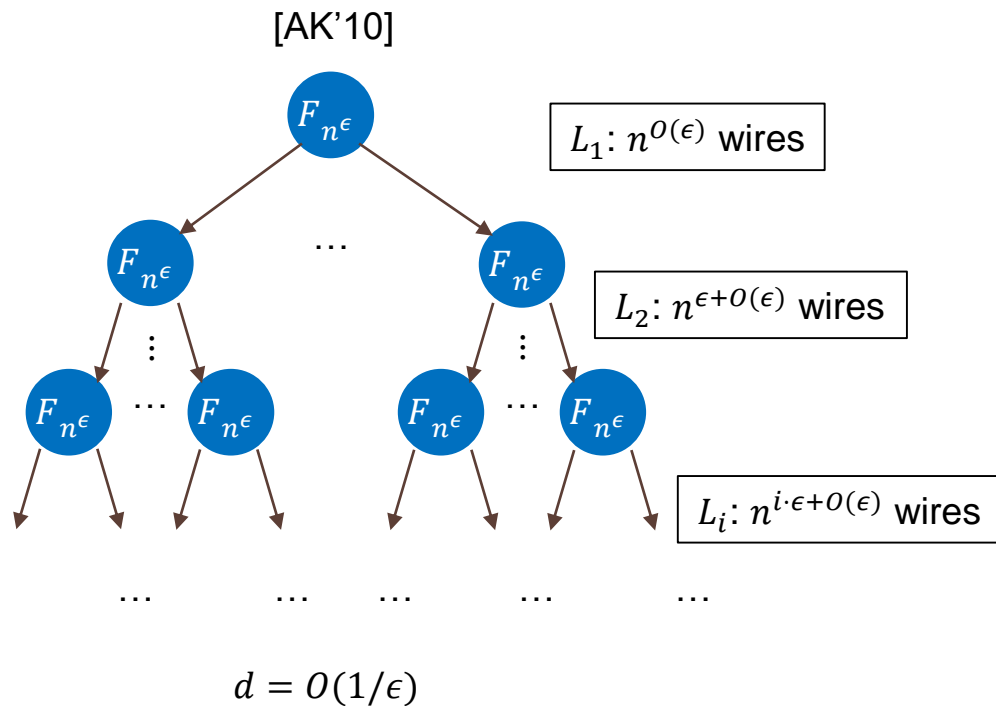 [AK'10]
F_{n^ϵ}
L_1: n^{O(ϵ)} wires
F_{n^ϵ} … F_{n^ϵ}
L_2: n^{ϵ+O(ϵ)} wires
⋮ ⋮
F_{n^ϵ} … F_{n^ϵ} F_{n^ϵ} … F_{n^ϵ}
L_i: n^{i·ϵ+O(ϵ)} wires
… … … … …
d = O(1/ϵ)